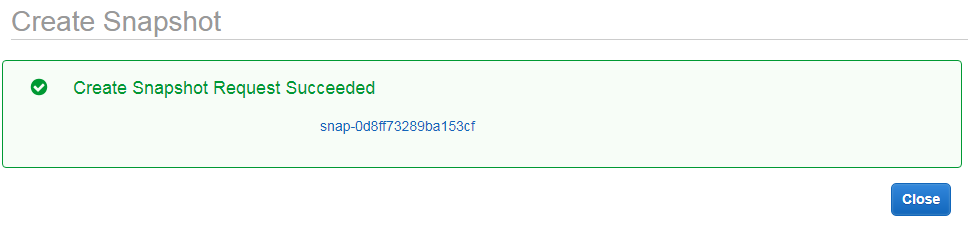 Create Snapshot
Create Snapshot Request Succeeded
snap-0d8ff73289ba153cf
Close